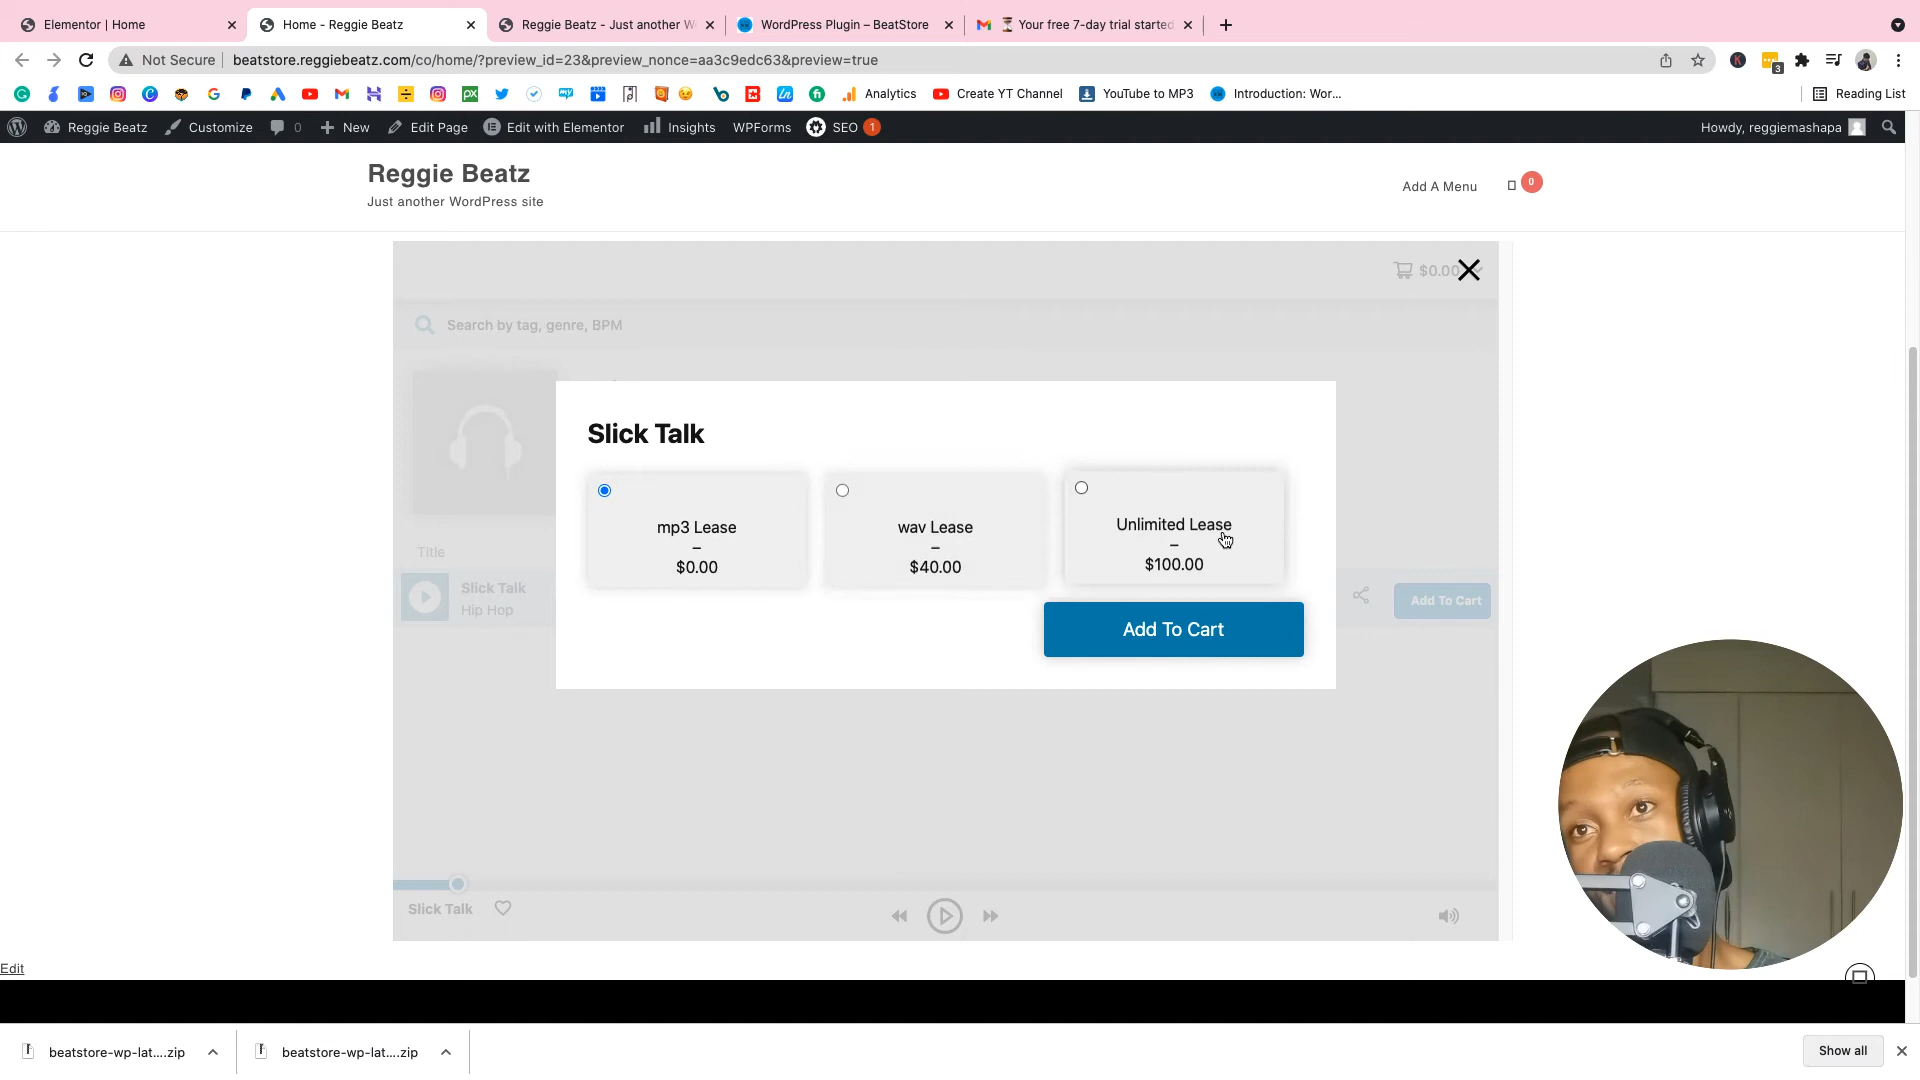 Elementor | Home
Home - Reggie Beatz
Reggie Beatz - Just another W
WordPress Plugin – BeatStore
Your free 7-day trial started
Not Secure
beatstore.reggiebeatz.com/co/home/?preview_id=23&preview_nonce=aa3c9edc63&preview=true
3
Analytics
Create YT Channel
YouTube to MP3
Introduction: Wor...
Reading List
Reggie Beatz
Customize
0
New
Edit Page
Edit with Elementor
Insights
WPForms
SEO
1
Howdy, reggiemashapa
Reggie Beatz
Just another WordPress site
Add A Menu
0
$0.00
Search by tag, genre, BPM
Slick Talk
mp3 Lease
–
$0.00
wav Lease
–
$40.00
Unlimited Lease
–
$100.00
Add To Cart
Title
Slick Talk
Hip Hop
Add To Cart
Slick Talk
Edit
beatstore-wp-lat....zip
beatstore-wp-lat....zip
Show all